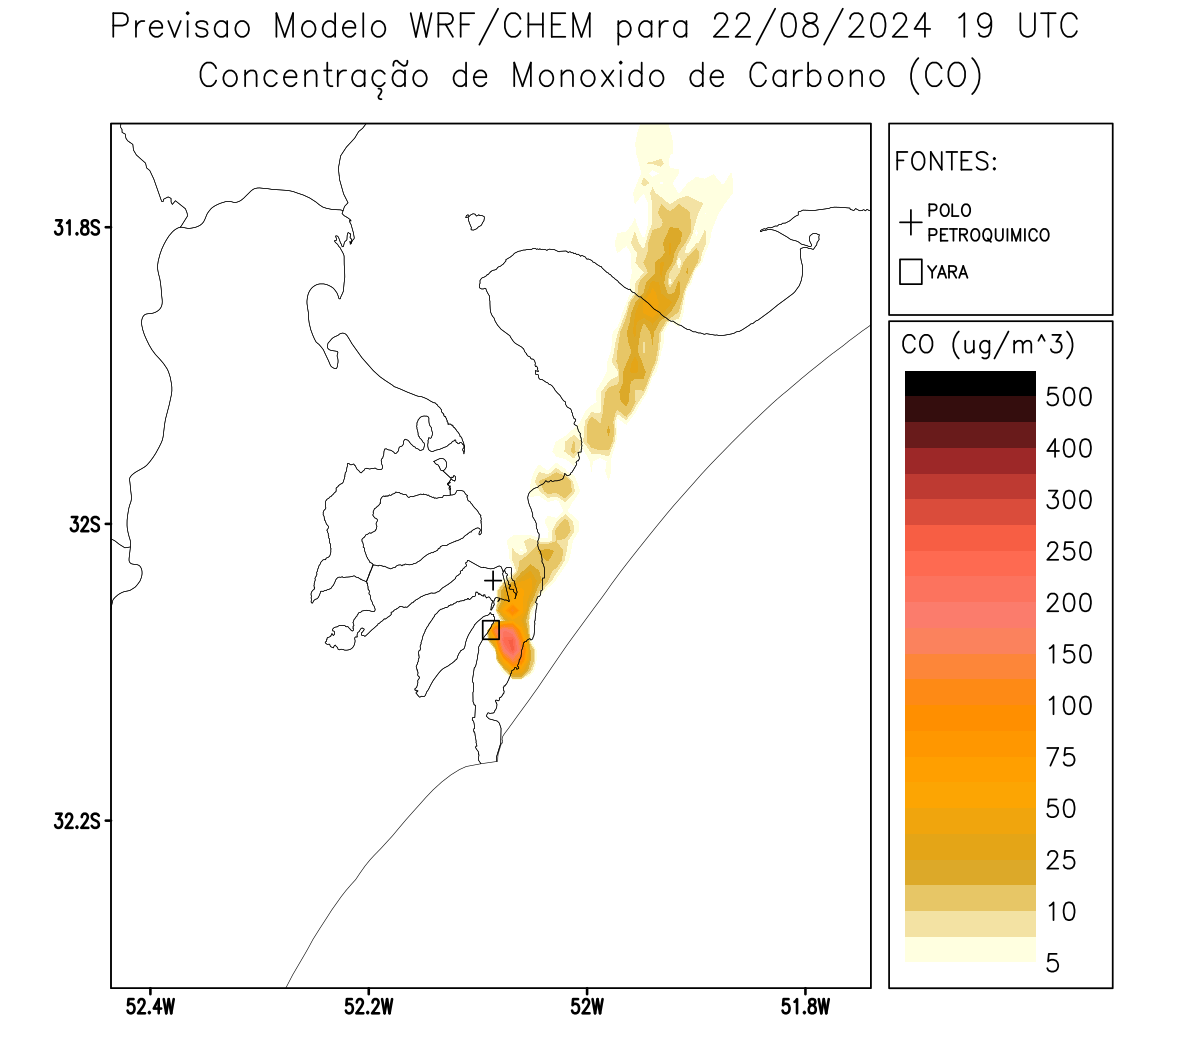 Previsao Modelo WRF/CHEM para 22/08/2024 19 UTC
Concentração de Monoxido de Carbono (CO)
FONTES:
POLO
PETROQUIMICO
YARA
CO (ug/m^3)
500
400
300
250
200
150
100
75
50
25
10
5
31.8S
32S
32.2S
52.4W
52.2W
52W
51.8W